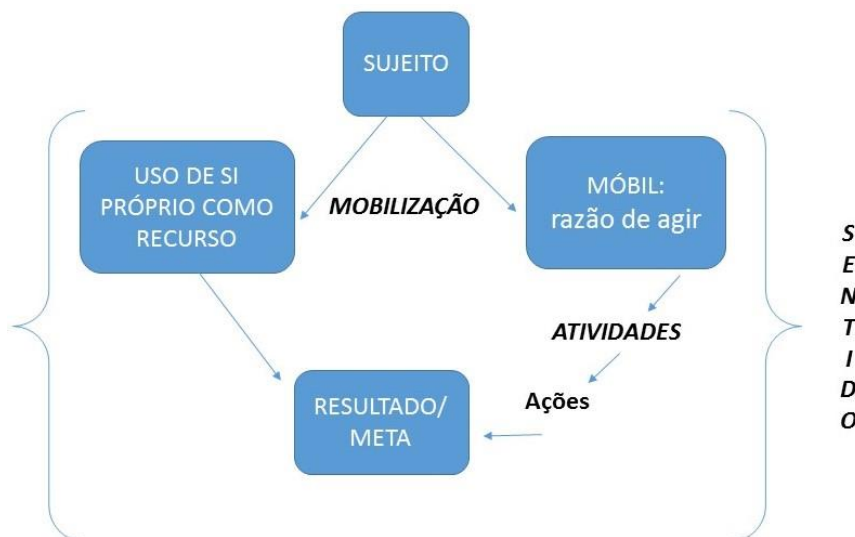 SUJEITO
USO DE SI
PRÓPRIO COMO
RECURSO
MOBILIZAÇÃO
MÓBIL:
razão de agir
ATIVIDADES
Ações
RESULTADO/
META
S
E
N
T
I
D
O